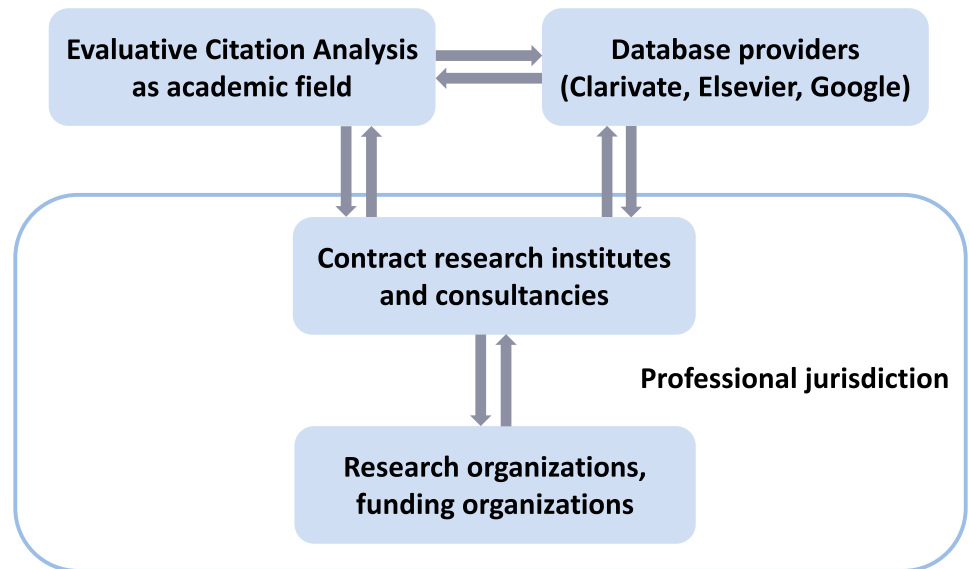 Evaluative Citation Analysis
as academic field
Database providers
(Clarivate, Elsevier, Google)
Contract research institutes
and consultancies
Professional jurisdiction
Research organizations,
funding organizations